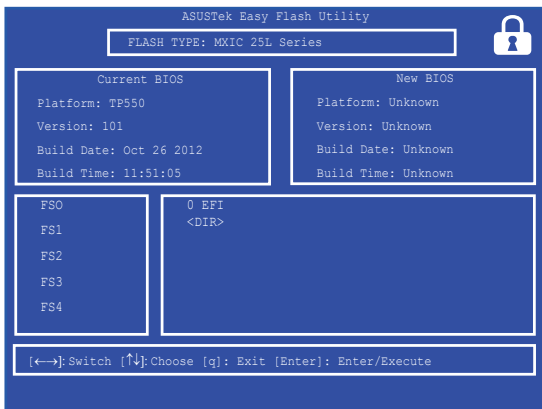 ASUSTek Easy Flash Utility
FLASH TYPE: MXIC 25L Series
Current BIOS
Platform: TP550
Version: 101
Build Date: Oct 26 2012
Build Time: 11:51:05
New BIOS
Platform: Unknown
Version: Unknown
Build Date: Unknown
Build Time: Unknown
FSO
FS1
FS2
FS3
FS4
0 EFI
<DIR>
[←→]: Switch [↑↓]: Choose [q]: Exit [Enter]: Enter/Execute